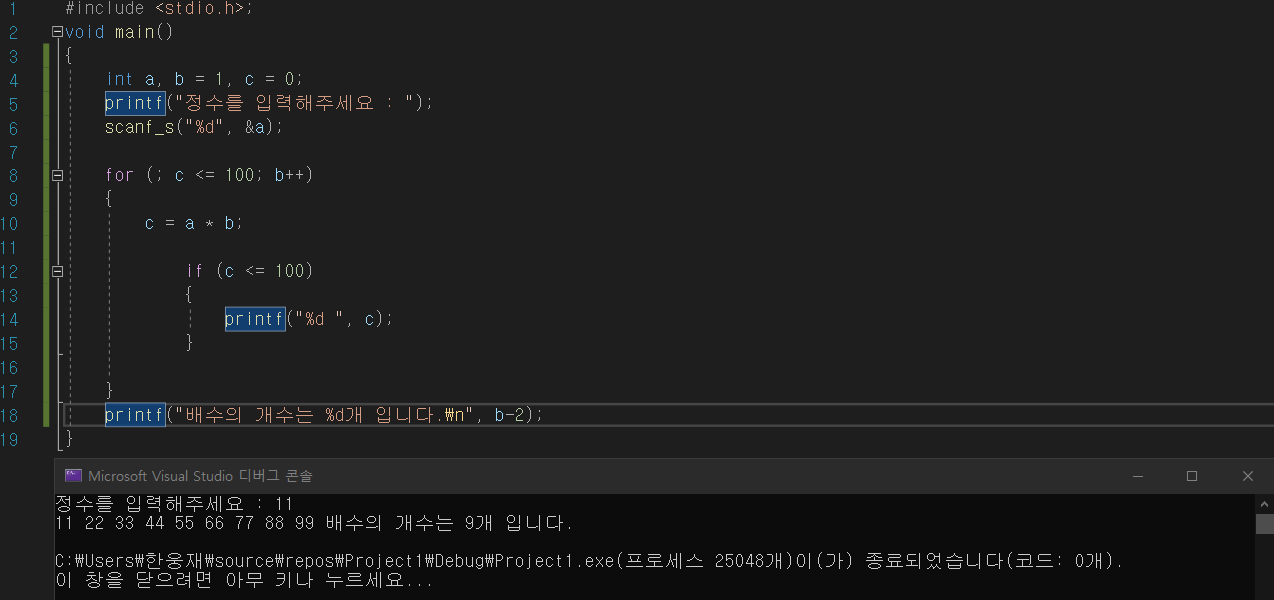 1 #include <stdio.h>;
2 void main()
3 {
4 int a, b = 1, c = 0;
5 printf("정수를 입력해주세요 : ");
6 scanf_s("%d", &a);
7
8 for (; c <= 100; b++)
9 {
10 c = a * b;
11
12 if (c <= 100)
13 {
14 printf("%d ", c);
15 }
16
17 }
18 printf("배수의 개수는 %d개 입니다.₩n", b-2);
19 }
Microsoft Visual Studio 디버그 콘솔
정수를 입력해주세요 : 11
11 22 33 44 55 66 77 88 99 배수의 개수는 9개 입니다.
C:₩Users₩한웅재₩source₩repos₩Project1₩Debug₩Project1.exe(프로세스 25048개)이(가) 종료되었습니다(코드: 0개).
이 창을 닫으려면 아무 키나 누르세요...